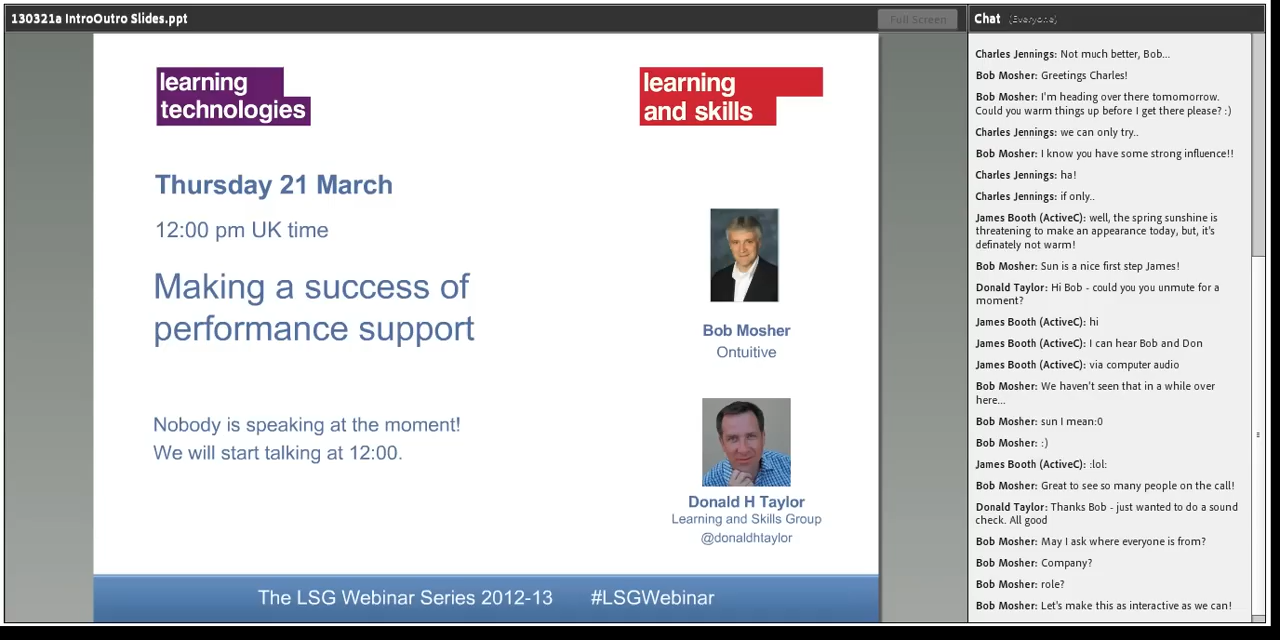 130321a IntroOutro Slides.ppt
Full Screen
learning
technologies
learning
and skills
Thursday 21 March
12:00 pm UK time
Making a success of
performance support
Nobody is speaking at the moment!
We will start talking at 12:00.
Bob Mosher
Ontuitive
Donald H Taylor
Learning and Skills Group
@donaldhtaylor
The LSG Webinar Series 2012-13 #LSGWebinar
Chat (Everyone)
Charles Jennings: Not much better, Bob...
Bob Mosher: Greetings Charles!
Bob Mosher: I'm heading over there tomomorrow.
Could you warm things up before I get there please? :)
Charles Jennings: we can only try..
Bob Mosher: I know you have some strong influence!!
Charles Jennings: ha!
Charles Jennings: if only..
James Booth (ActiveC): well, the spring sunshine is
threatening to make an appearance today, but, it's
definately not warm!
Bob Mosher: Sun is a nice first step James!
Donald Taylor: Hi Bob - could you you unmute for a
moment?
James Booth (ActiveC): hi
James Booth (ActiveC): I can hear Bob and Don
James Booth (ActiveC): via computer audio
Bob Mosher: We haven't seen that in a while over
here...
Bob Mosher: sun I mean:0
Bob Mosher: :)
James Booth (ActiveC): :lol:
Bob Mosher: Great to see so many people on the call!
Donald Taylor: Thanks Bob - just wanted to do a sound
check. All good
Bob Mosher: May I ask where everyone is from?
Bob Mosher: Company?
Bob Mosher: role?
Bob Mosher: Let's make this as interactive as we can!